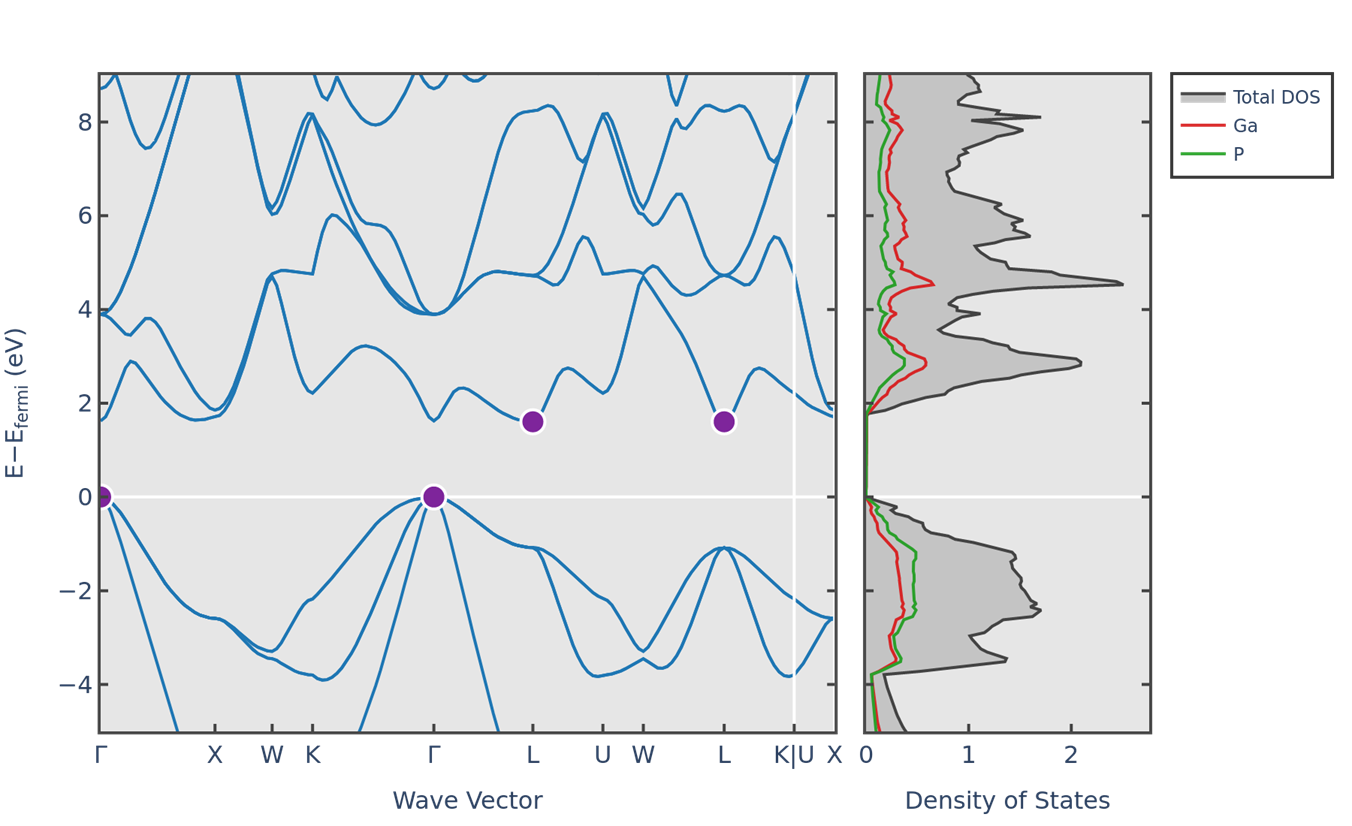 8
6
4
2
0
−2
−4
E−Efermi (eV)
Γ X W K Γ L U W L K|U X
Wave Vector
0 1 2
Density of States
Total DOS
Ga
P